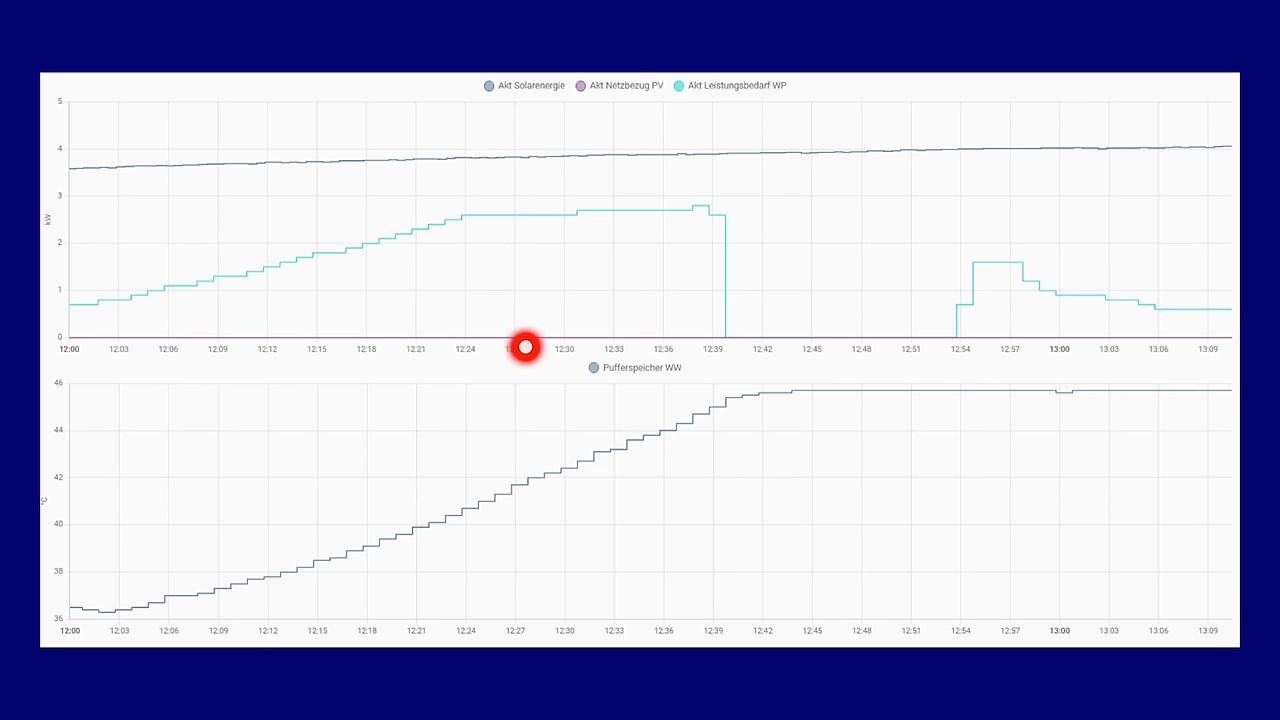 Akt Solarenergie Akt Netzbezug PV Akt Leistungsbedarf WP
5
4
3
kW
2
1
0
12:00 12:03 12:06 12:09 12:12 12:15 12:18 12:21 12:24 12:30 12:33 12:36 12:39 12:42 12:45 12:48 12:51 12:54 12:57 13:00 13:03 13:06 13:09
Pufferspeicher WW
46
44
42
°C
40
38
36
12:00 12:03 12:06 12:09 12:12 12:15 12:18 12:21 12:24 12:27 12:30 12:33 12:36 12:39 12:42 12:45 12:48 12:51 12:54 12:57 13:00 13:03 13:06 13:09